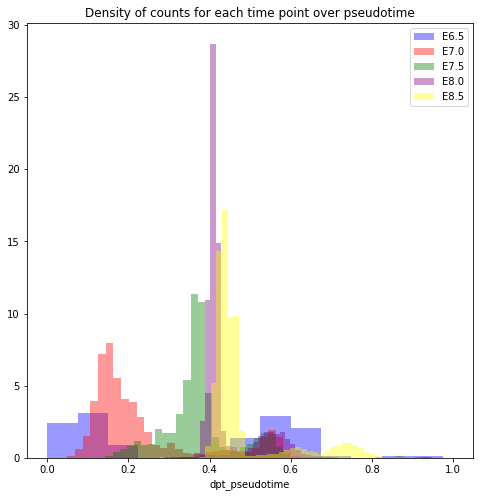 Density of counts for each time point over pseudotime
30
25
20
15
10
5
0
E6.5
E7.0
E7.5
E8.0
E8.5
0.0 0.2 0.4 0.6 0.8 1.0
dpt_pseudotime